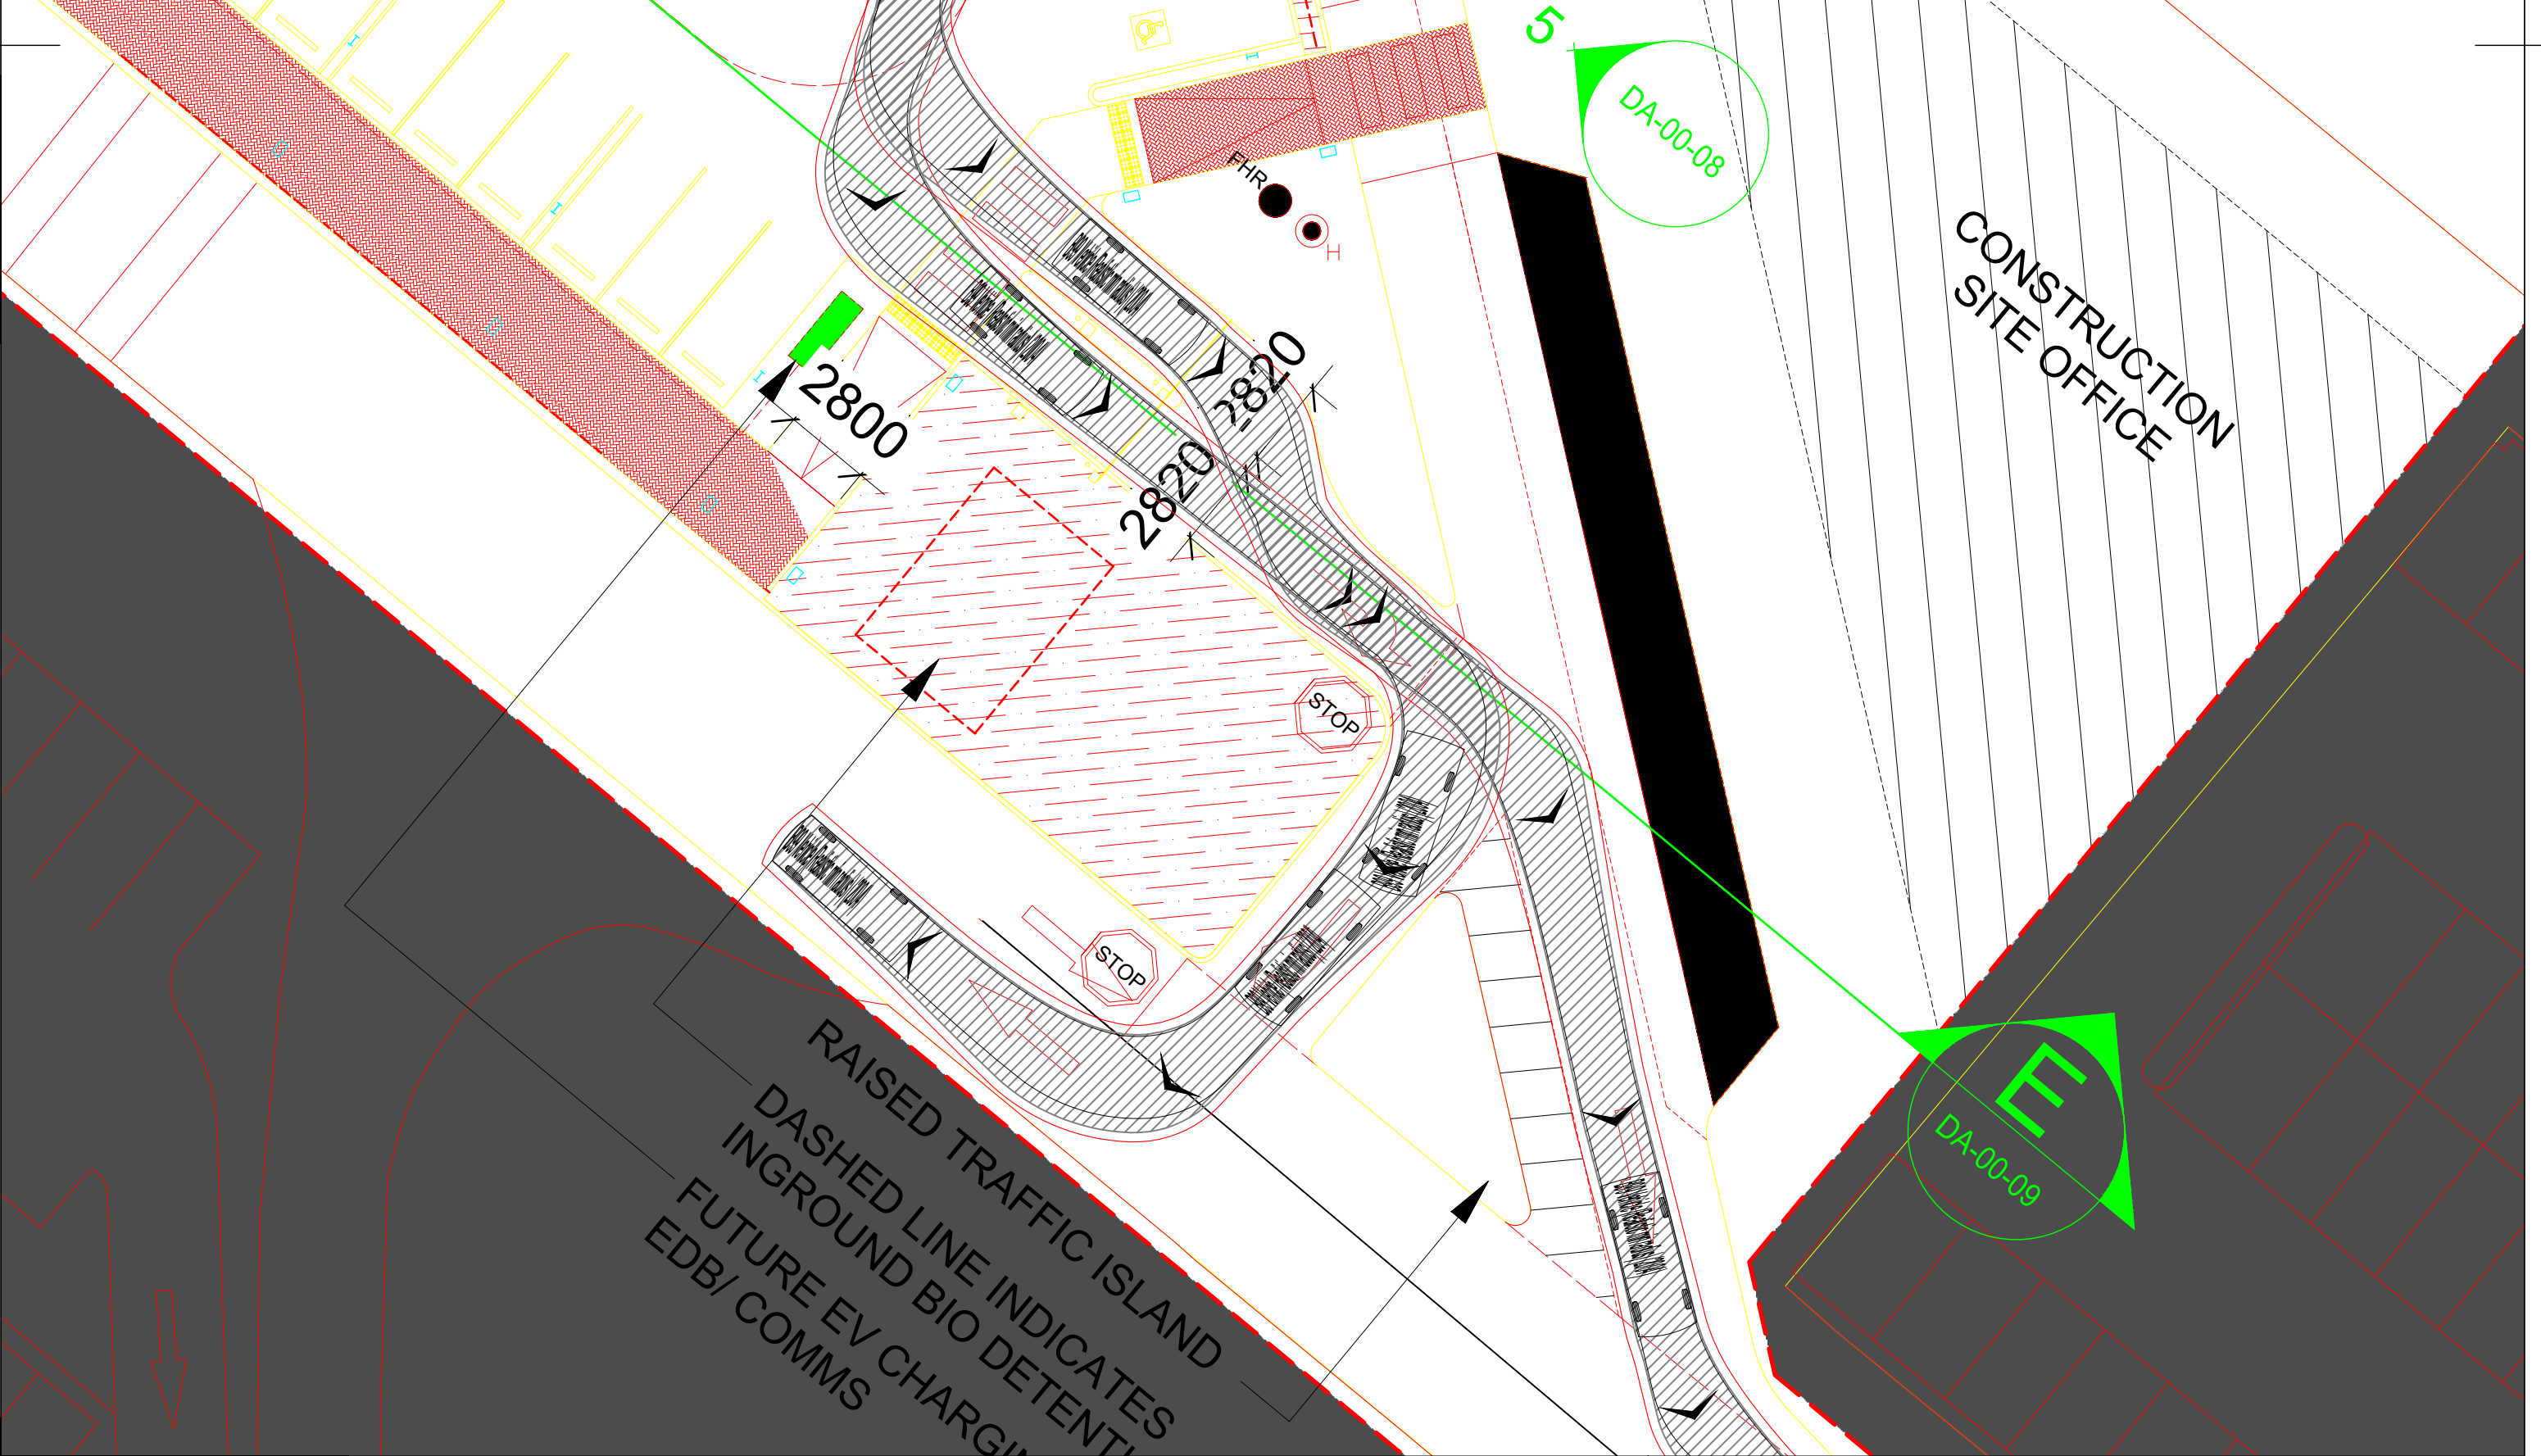 5
DA-00-08
FHR
H
CONSTRUCTION
SITE OFFICE
2800
2820
2820
STOP
STOP
RAISED TRAFFIC ISLAND
DASHED LINE INDICATES
INGROUND BIO DETENTI
FUTURE EV CHARGIN
EDB/ COMMS
E
DA-00-09